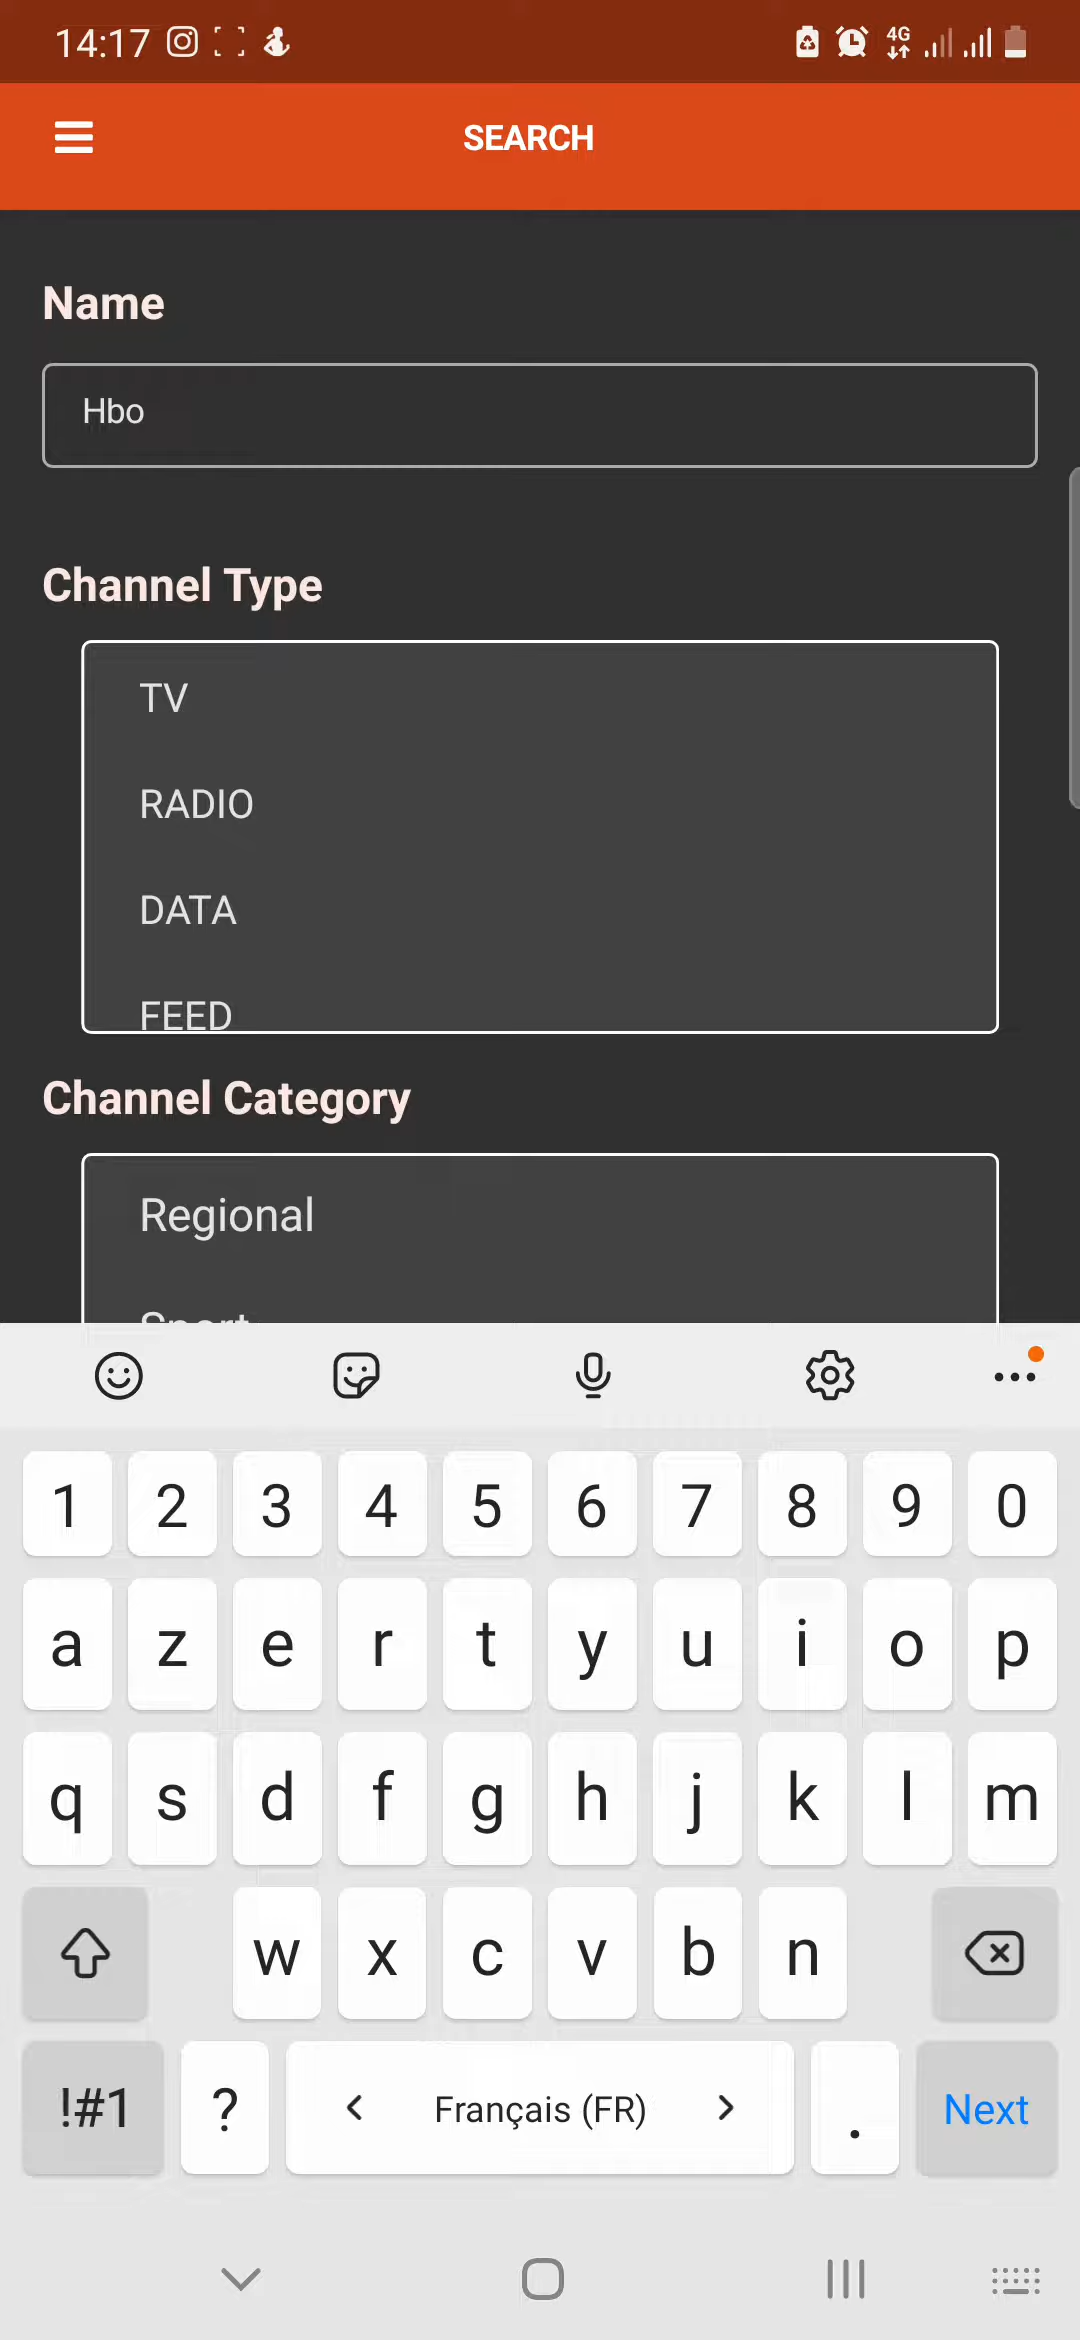 14:17
4G
SEARCH
Name
Hbo
Channel Type
TV
RADIO
DATA
FEED
Channel Category
Regional
Sport
1 2 3 4 5 6 7 8 9 0
a z e r t y u i o p
q s d f g h j k l m
w x c v b n
!#1 ? Français (FR) . Next